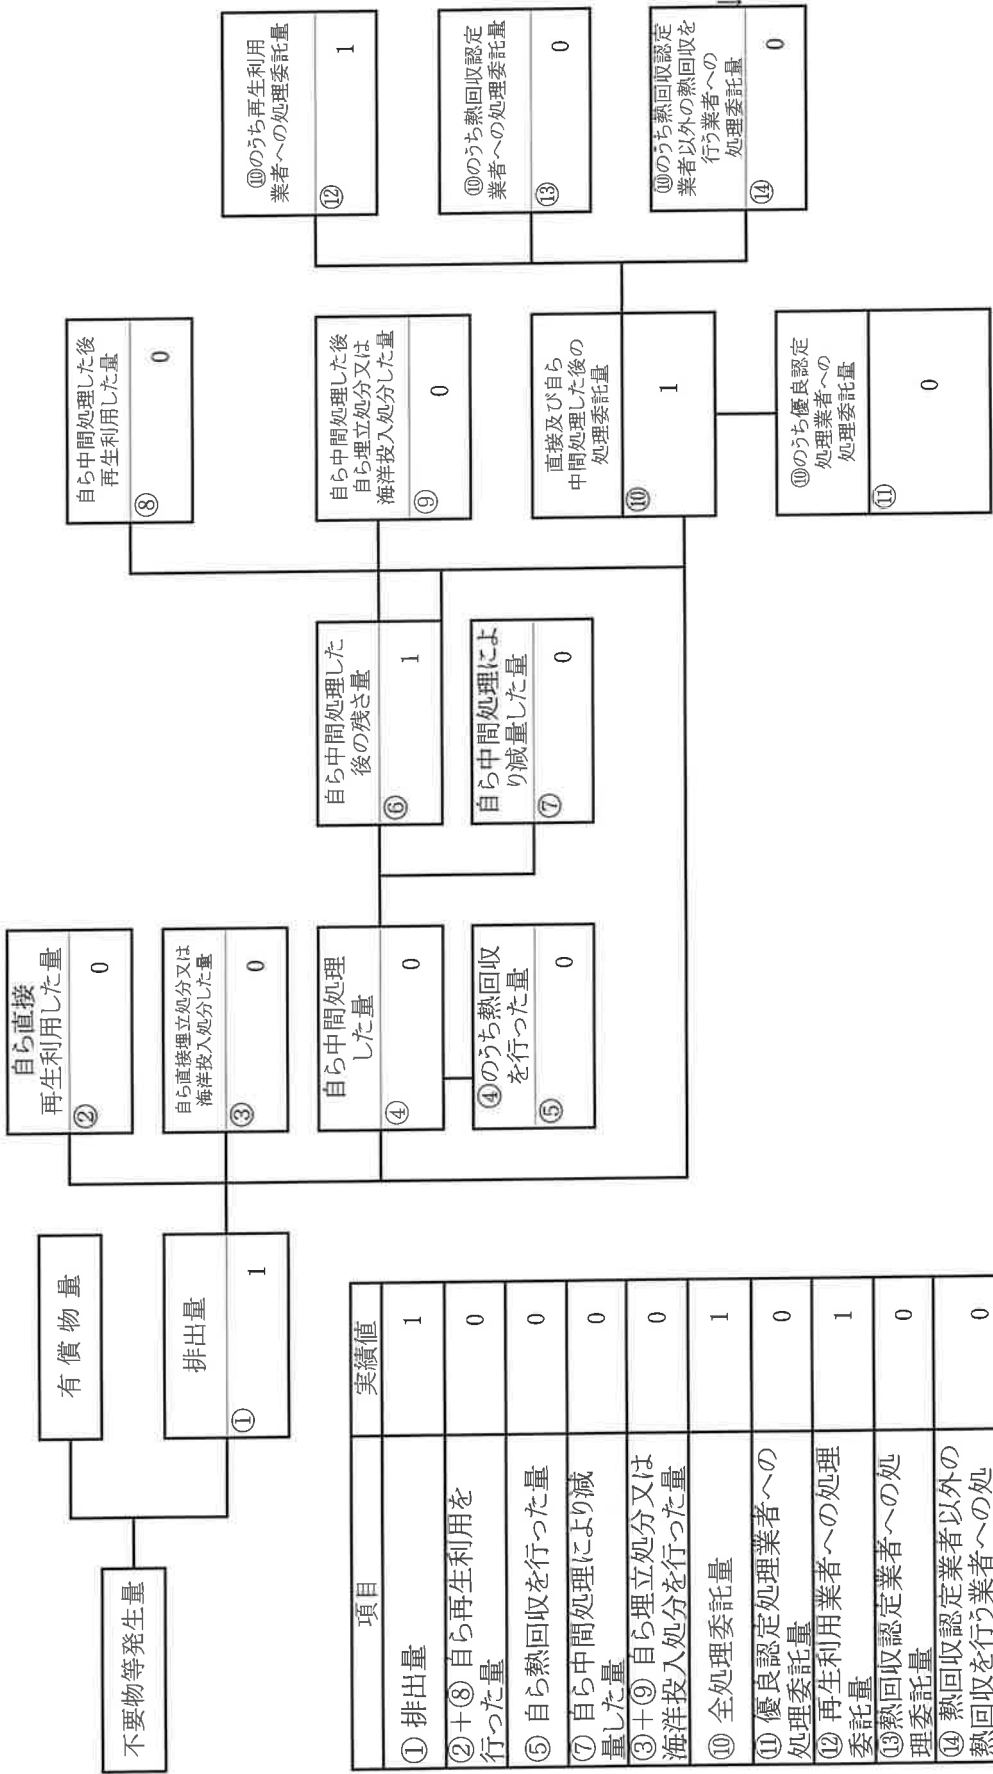 不要物等発生量
有償物量
排出量
①
1
自ら直接
再生利用した量
②
0
自ら直接埋立処分又は
海洋投入処分した量
③
0
自ら中間処理
した量
④
0
④のうち熱回収
を行った量
⑤
0
自ら中間処理した
後の残さ量
⑥
1
自ら中間処理によ
り減量した量
⑦
0
自ら中間処理した後
再生利用した量
⑧
0
自ら中間処理した後
自ら埋立処分又は
海洋投入処分した量
⑨
0
直接及び自ら
中間処理した後の
処理委託量
⑩
1
⑩のうち優良認定
処理業者への
処理委託量
⑪
0
⑩のうち再生利用
業者への処理委託量
⑫
1
⑩のうち熱回収認定
業者への処理委託量
⑬
0
⑩のうち熱回収認定
業者以外の熱回収を
行う業者への
処理委託量
⑭
0
項目 実績値
① 排出量 1
②+⑧ 自ら再生利用を
行った量 0
⑤ 自ら熱回収を行った量 0
⑦ 自ら中間処理により減
量した量 0
③+⑨ 自ら埋立処分又は
海洋投入処分を行った量 0
⑩ 全処理委託量 1
⑪ 優良認定処理業者への
処理委託量 0
⑫ 再生利用業者への処理
委託量 1
⑬熱回収認定業者への処
理委託量 0
⑭ 熱回収認定業者以外の
熱回収を行う業者への処 0